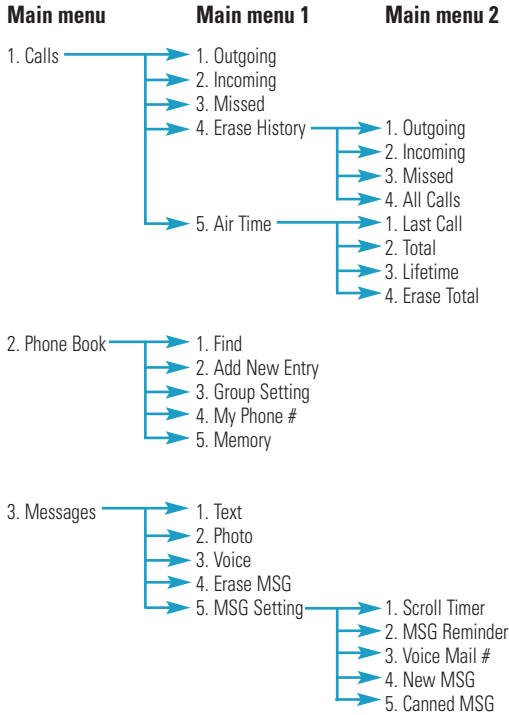 Main menu Main menu 1 Main menu 2
1. Calls 1. Outgoing
2. Incoming
3. Missed
4. Erase History 1. Outgoing
2. Incoming
3. Missed
4. All Calls
5. Air Time 1. Last Call
2. Total
3. Lifetime
4. Erase Total
2. Phone Book 1. Find
2. Add New Entry
3. Group Setting
4. My Phone #
5. Memory
3. Messages 1. Text
2. Photo
3. Voice
4. Erase MSG
5. MSG Setting 1. Scroll Timer
2. MSG Reminder
3. Voice Mail #
4. New MSG
5. Canned MSG